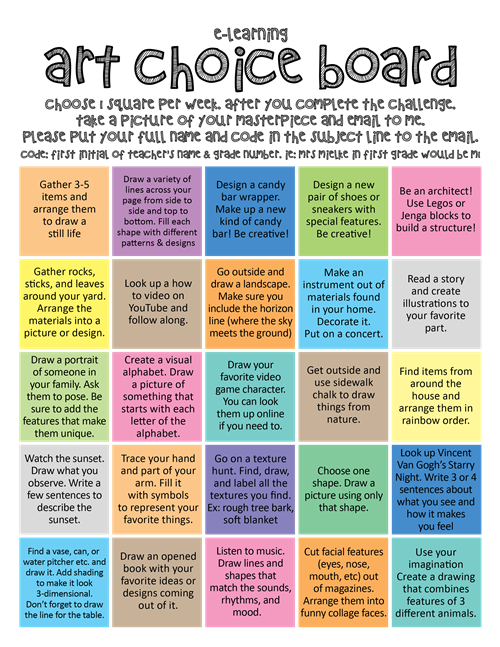 e-Learning
art choice board
choose 1 square per week. after you complete the challenge,
take a picture of your masterpiece and email to me.
Please put your full name and code in the subject line to the email.
code: first initial of teacher's name & grade number. ie: mrs mielke in first grade would be m1
Gather 3-5
items and
arrange them
to draw a
still life
Draw a variety of
lines across your
page from side to
side and top to
bottom. Fill each
shape with different
patterns & designs
Design a candy
bar wrapper.
Make up a new
kind of candy
bar! Be creative!
Design a new
pair of shoes or
sneakers with
special features.
Be creative!
Be an architect!
Use Legos or
Jenga blocks to
build a structure!
Gather rocks,
sticks, and leaves
around your yard.
Arrange the
materials into a
picture or design.
Look up a how
to video on
YouTube and
follow along.
Go outside and
draw a landscape.
Make sure you
include the horizon
line (where the sky
meets the ground)
Make an
instrument out of
materials found
in your home.
Decorate it.
Put on a concert.
Read a story
and create
illustrations to
your favorite
part.
Draw a portrait
of someone in
your family. Ask
them to pose. Be
sure to add the
features that make
them unique.
Create a visual
alphabet. Draw
a picture of
something that
starts with each
letter of the
alphabet.
Draw your
favorite video
game character.
You can look
them up online
if you need to.
Get outside and
use sidewalk
chalk to draw
things from
nature.
Find items from
around the
house and
arrange them in
rainbow order.
Watch the sunset.
Draw what you
observe. Write a
few sentences to
describe the
sunset.
Trace your hand
and part of your
arm. Fill it
with symbols
to represent your
favorite things.
Go on a texture
hunt. Find, draw,
and label all the
textures you find.
Ex: rough tree bark,
soft blanket
Choose one
shape. Draw a
picture using only
that shape.
Look up Vincent
Van Gogh's Starry
Night. Write 3 or 4
sentences about
what you see and
how it makes
you feel
Find a vase, can, or
water pitcher etc. and
draw it. Add shading
to make it look
3-dimensional.
Don't forget to draw
the line for the table.
Draw an opened
book with your
favorite ideas or
designs coming
out of it.
Listen to music.
Draw lines and
shapes that
match the sounds,
rhythms, and
mood.
Cut facial features
(eyes, nose,
mouth, etc) out
of magazines.
Arrange them into
funny collage faces.
Use your
imagination
Create a drawing
that combines
features of 3
different animals.